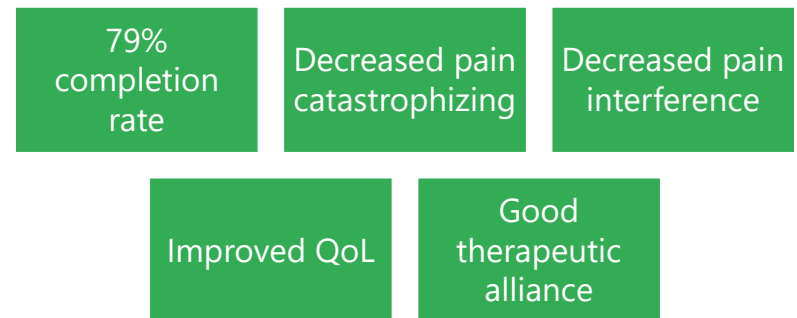 79%
completion
rate
Decreased pain
catastrophizing
Decreased pain
interference
Improved QoL
Good
therapeutic
alliance